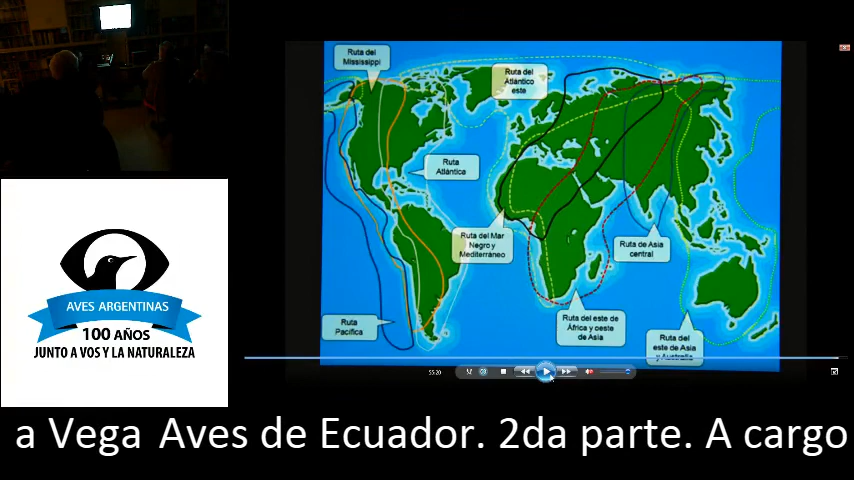 Ruta del
Mississippi
Ruta del
Atlántico
este
Ruta
Atlántica
Ruta del Mar
Negro y
Mediterráneo
Ruta de Asia
central
Ruta
Pacífica
Ruta del este de
África y oeste
de Asia
Ruta del
este de Asia
y Australia
55:20
AVES ARGENTINAS
100 AÑOS
JUNTO A VOS Y LA NATURALEZA
a Vega Aves de Ecuador. 2da parte. A cargo